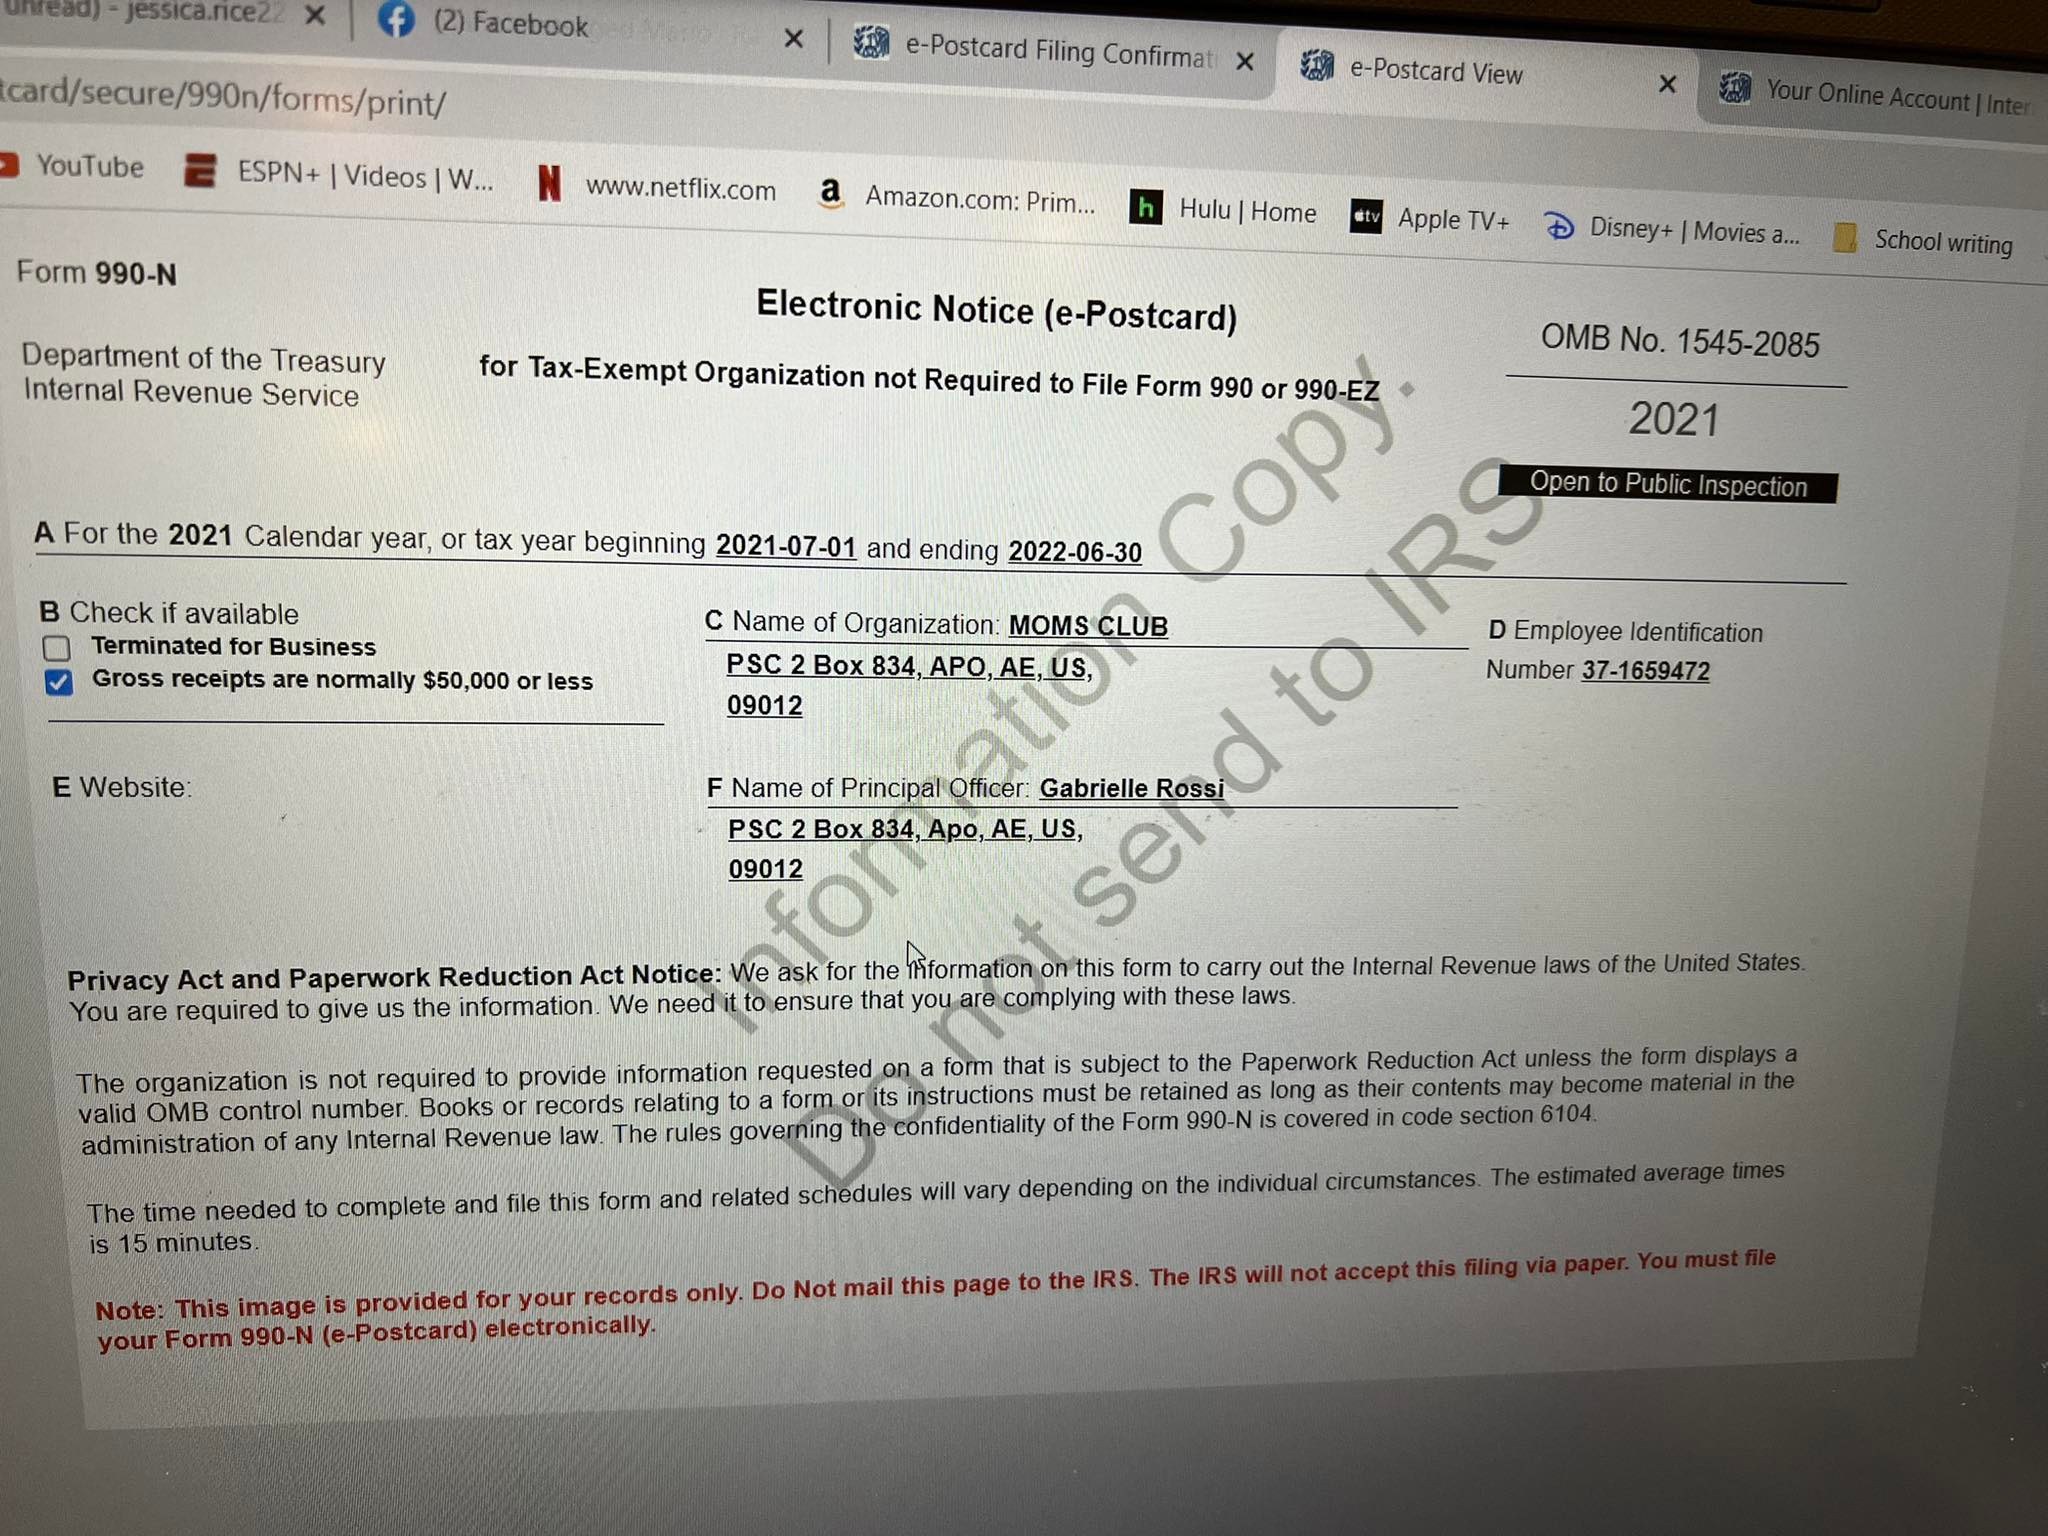 unread) - jessica.rice22
(2) Facebook
e-Postcard Filing Confirmat
e-Postcard View
Your Online Account | Inter
tcard/secure/990n/forms/print/
YouTube
ESPN+ | Videos | W...
www.netflix.com
Amazon.com: Prim...
Hulu | Home
Apple TV+
Disney+ | Movies a...
School writing
Form 990-N
Electronic Notice (e-Postcard)
OMB No. 1545-2085
Department of the Treasury
Internal Revenue Service
for Tax-Exempt Organization not Required to File Form 990 or 990-EZ
2021
Open to Public Inspection
A For the 2021 Calendar year, or tax year beginning 2021-07-01 and ending 2022-06-30
B Check if available
Terminated for Business
Gross receipts are normally $50,000 or less
C Name of Organization: MOMS CLUB
PSC 2 Box 834, APO, AE, US,
09012
D Employee Identification
Number 37-1659472
E Website:
F Name of Principal Officer: Gabrielle Rossi
PSC 2 Box 834, Apo, AE, US,
09012
Information Copy.
Do not send to IRS
Privacy Act and Paperwork Reduction Act Notice: We ask for the information on this form to carry out the Internal Revenue laws of the United States.
You are required to give us the information. We need it to ensure that you are complying with these laws.
The organization is not required to provide information requested on a form that is subject to the Paperwork Reduction Act unless the form displays a
valid OMB control number. Books or records relating to a form or its instructions must be retained as long as their contents may become material in the
administration of any Internal Revenue law. The rules governing the confidentiality of the Form 990-N is covered in code section 6104.
The time needed to complete and file this form and related schedules will vary depending on the individual circumstances. The estimated average times
is 15 minutes.
Note: This image is provided for your records only. Do Not mail this page to the IRS. The IRS will not accept this filing via paper. You must file
your Form 990-N (e-Postcard) electronically.